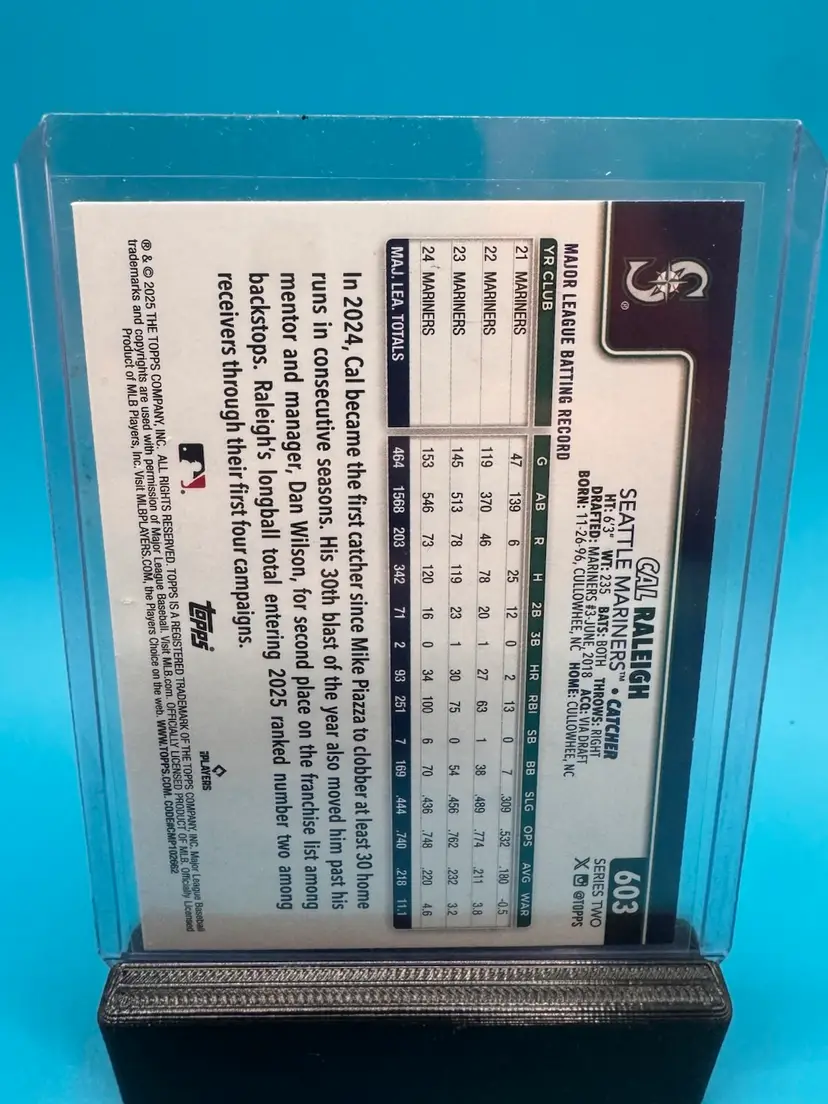 603
SERIES TWO
@TOPPS
CAL RALEIGH
SEATTLE MARINERS™ • CATCHER
HT: 6'3" WT: 235 BATS: BOTH THROWS: RIGHT
DRAFTED: MARINERS #3-JUNE, 2018 ACQ: VIA DRAFT
BORN: 11-26-96, CULLOWHEE, NC HOME: CULLOWHEE, NC
MAJOR LEAGUE BATTING RECORD
YR CLUB G AB R H 2B 3B HR RBI SB BB SLG OPS AVG WAR
21 MARINERS 47 139 6 25 12 0 2 13 0 7 .309 .532 .180 -0.5
22 MARINERS 119 370 46 78 20 1 27 63 1 38 .489 .774 .211 3.8
23 MARINERS 145 513 78 119 23 1 30 75 0 54 .456 .762 .232 3.2
24 MARINERS 153 546 73 120 16 0 34 100 6 70 .436 .748 .220 4.6
MAJ. LEA. TOTALS 464 1568 203 342 71 2 93 251 7 169 .444 .740 .218 11.1
In 2024, Cal became the first catcher since Mike Piazza to clobber at least 30 home
runs in consecutive seasons. His 30th blast of the year also moved him past his
mentor and manager, Dan Wilson, for second place on the franchise list among
backstops. Raleigh's longball total entering 2025 ranked number two among
receivers through their first four campaigns.
topps
PLAYERS
® & © 2025 THE TOPPS COMPANY, INC. ALL RIGHTS RESERVED. TOPPS IS A REGISTERED TRADEMARK OF THE TOPPS COMPANY, INC. Major League Baseball
trademarks and copyrights are used with permission of Major League Baseball. Visit MLB.com. OFFICIALLY LICENSED PRODUCT OF MLB. Officially Licensed
Product of MLB Players, Inc. Visit MLBPLAYERS.COM, the Players Choice on the web. WWW.TOPPS.COM. CODE#CMP102662